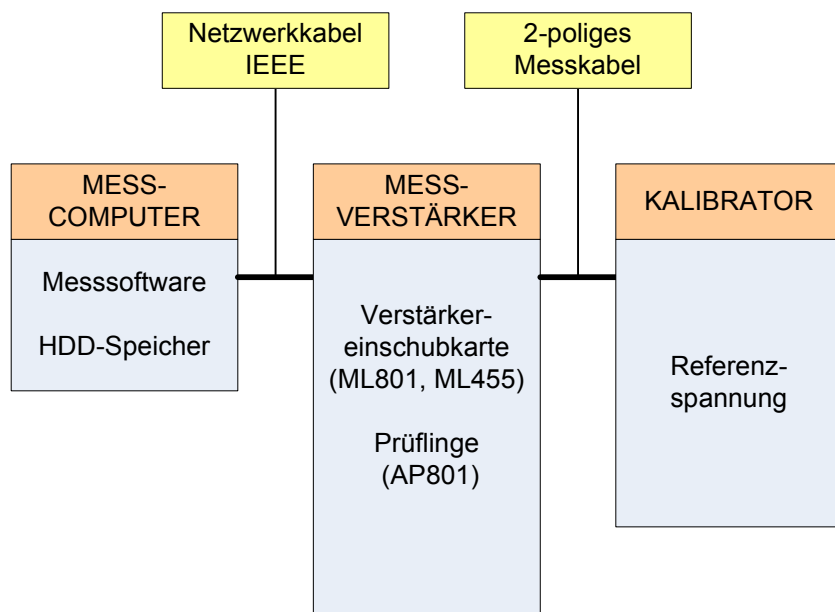 Netzwerkkabel
IEEE
2-poliges
Messkabel
MESS-
COMPUTER
Messsoftware
HDD-Speicher
MESS-
VERSTÄRKER
Verstärker-
einschubkarte
(ML801, ML455)
Prüflinge
(AP801)
KALIBRATOR
Referenz-
spannung